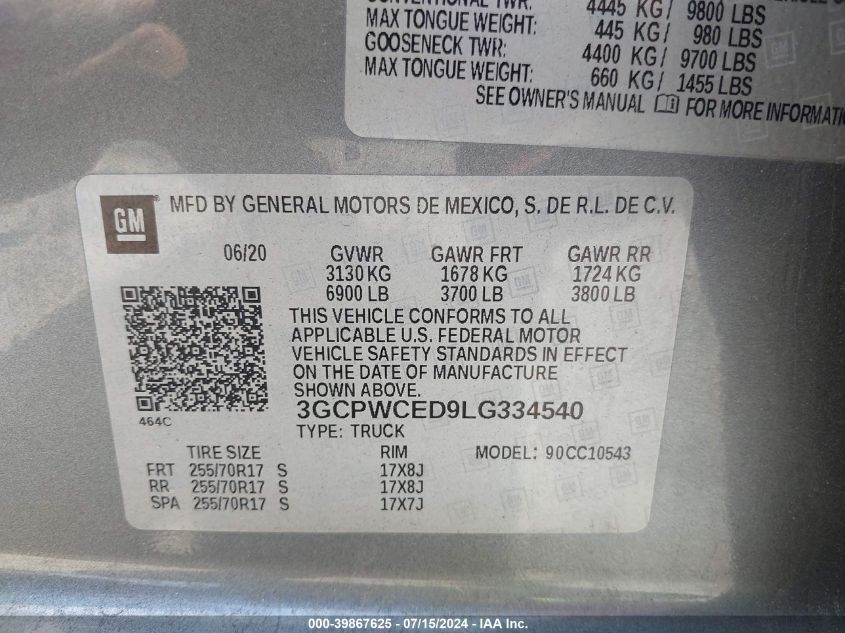 CONVENTIONAL TWR: 4445 KG/ 9800 LBS
MAX TONGUE WEIGHT: 445 KG/ 980 LBS
GOOSENECK TWR: 4400 KG/ 9700 LBS
MAX TONGUE WEIGHT: 660 KG/ 1455 LBS
SEE OWNER'S MANUAL FOR MORE INFORMATION
GM MFD BY GENERAL MOTORS DE MEXICO, S. DE R.L. DE C.V.
06/20 GVWR GAWR FRT GAWR RR
3130 KG 1678 KG 1724 KG
6900 LB 3700 LB 3800 LB
THIS VEHICLE CONFORMS TO ALL
APPLICABLE U.S. FEDERAL MOTOR
VEHICLE SAFETY STANDARDS IN EFFECT
ON THE DATE OF MANUFACTURE
SHOWN ABOVE.
3GCPWCED9LG334540
464C TYPE: TRUCK
TIRE SIZE RIM MODEL: 90CC10543
FRT 255/70R17 S 17X8J
RR 255/70R17 S 17X8J
SPA 255/70R17 S 17X7J
000-39867625 - 07/15/2024 - IAA Inc.